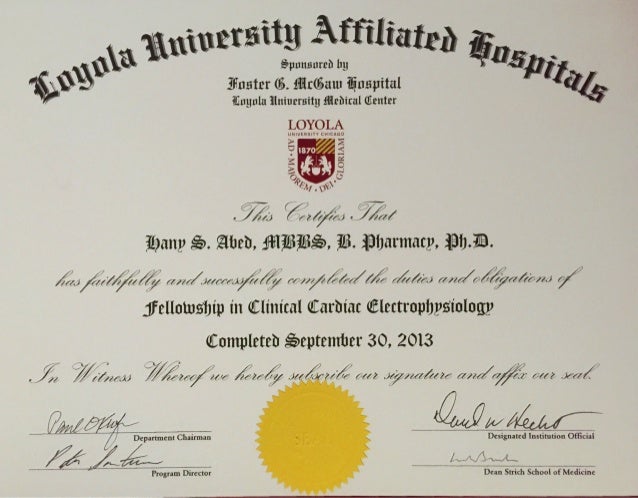 Loyola University Affiliated Hospitals
Sponsored by
Foster G. McGaw Hospital
Loyola University Medical Center
LOYOLA
UNIVERSITY CHICAGO
1870
AD • MAJOREM • DEI • GLORIAM
This Certifies That
Hany S. Abed, MBBS, B. Pharmacy, Ph.D.
has faithfully and successfully completed the duties and obligations of
Fellowship in Clinical Cardiac Electrophysiology
Completed September 30, 2013
In Witness Whereof we hereby subscribe our signature and affix our seal.
Department Chairman
Designated Institution Official
Program Director
Dean Strich School of Medicine